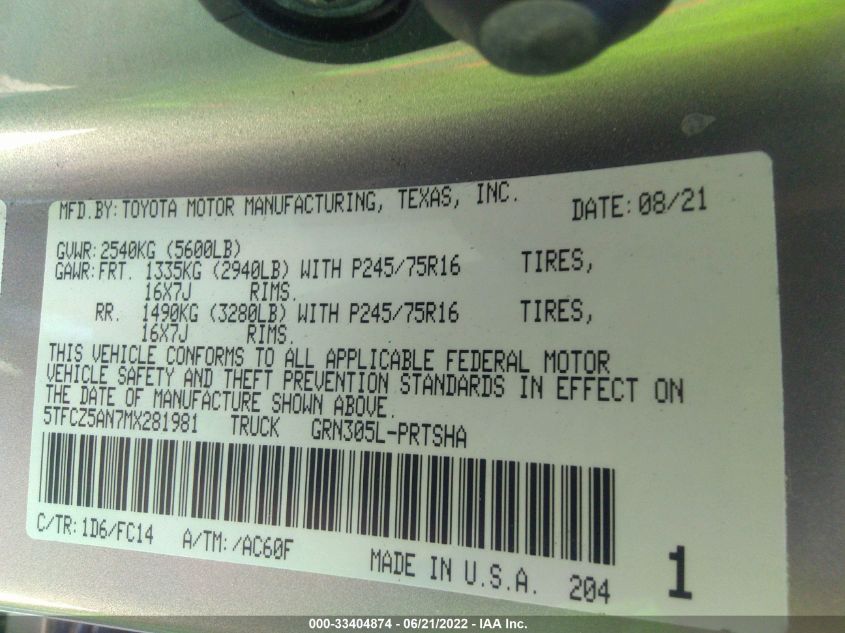 MFD.BY: TOYOTA MOTOR MANUFACTURING, TEXAS, INC. DATE: 08/21
GVWR: 2540KG (5600LB)
GAWR: FRT. 1335KG (2940LB) WITH P245/75R16 TIRES,
16X7J RIMS.
RR. 1490KG (3280LB) WITH P245/75R16 TIRES,
16X7J RIMS.
THIS VEHICLE CONFORMS TO ALL APPLICABLE FEDERAL MOTOR
VEHICLE SAFETY AND THEFT PREVENTION STANDARDS IN EFFECT ON
THE DATE OF MANUFACTURE SHOWN ABOVE.
5TFCZ5AN7MX281981 TRUCK GRN305L-PRTSHA
C/TR: 1D6/FC14 A/TM: /AC60F
MADE IN U.S.A. 204 1
000-33404874 - 06/21/2022 - IAA Inc.